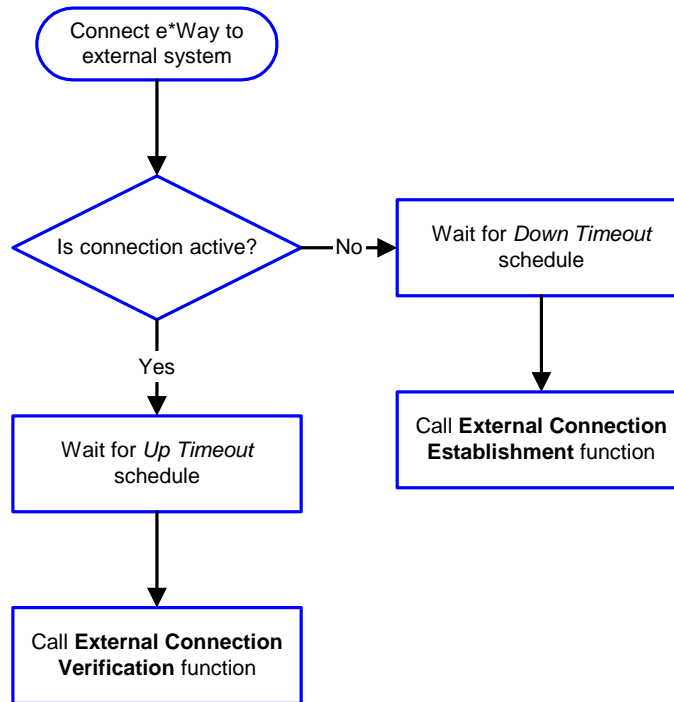 Connect e*Way to
external system
Is connection active?
No
Wait for Down Timeout
schedule
Yes
Call External Connection
Establishment function
Wait for Up Timeout
schedule
Call External Connection
Verification function